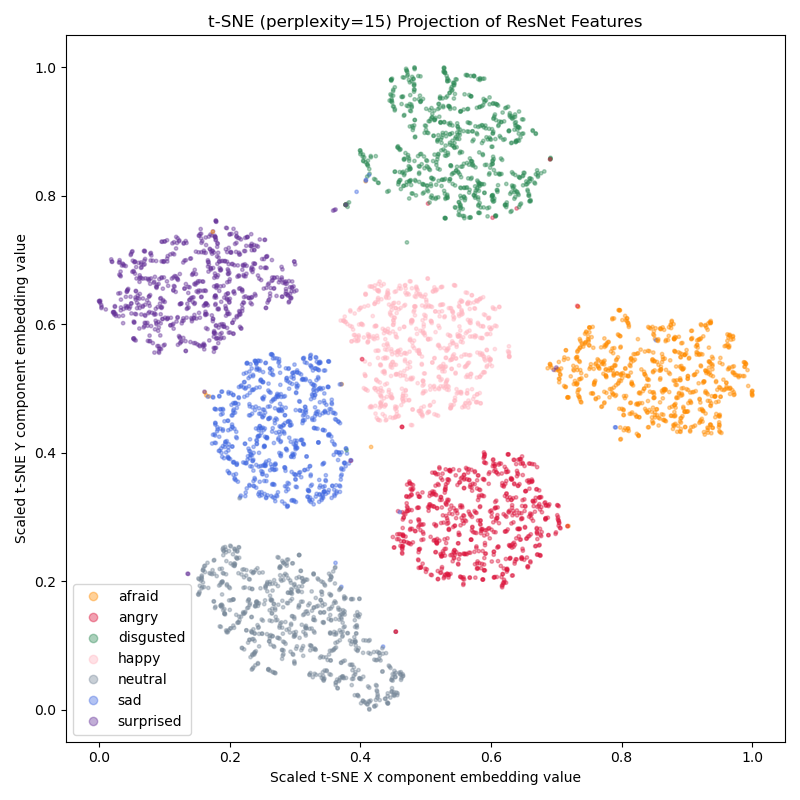 t-SNE (perplexity=15) Projection of ResNet Features
Scaled t-SNE Y component embedding value
1.0
0.8
0.6
0.4
0.2
0.0
afraid
angry
disgusted
happy
neutral
sad
surprised
0.0 0.2 0.4 0.6 0.8 1.0
Scaled t-SNE X component embedding value